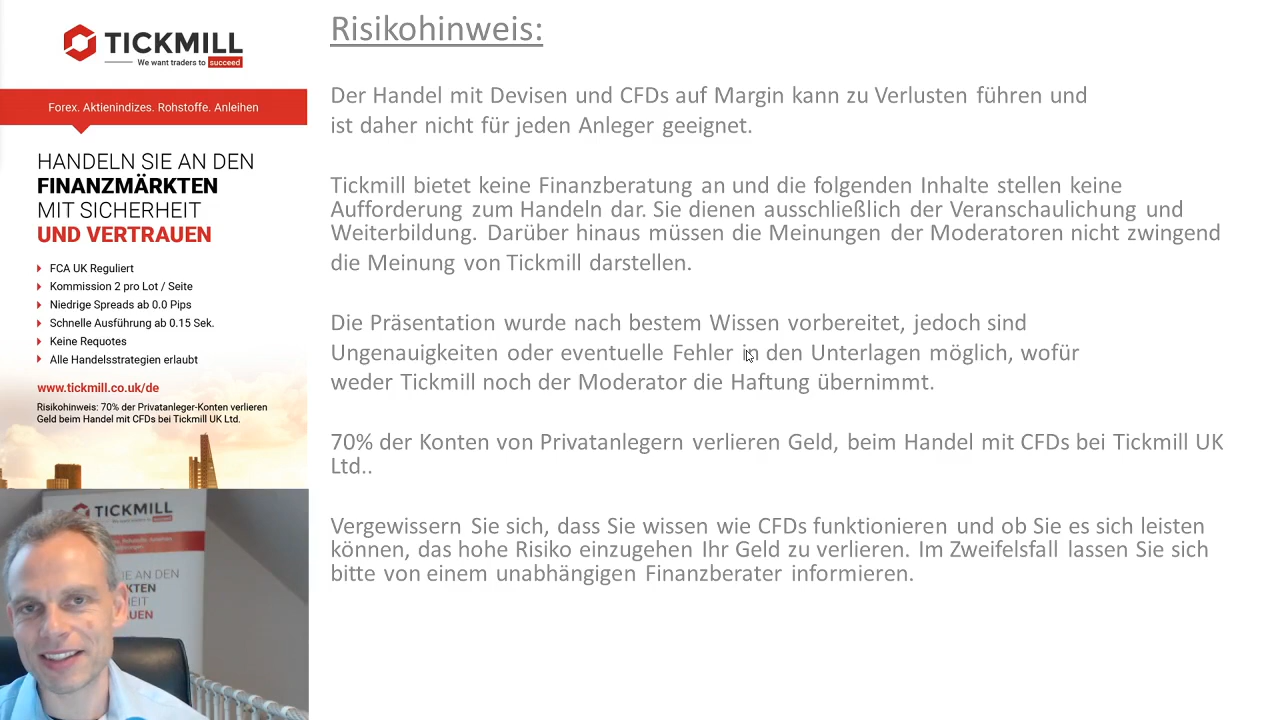 TICKMILL
We want traders to succeed
Forex. Aktienindizes. Rohstoffe. Anleihen
HANDELN SIE AN DEN
FINANZMÄRKTEN
MIT SICHERHEIT
UND VERTRAUEN
FCA UK Reguliert
Kommission 2 pro Lot / Seite
Niedrige Spreads ab 0.0 Pips
Schnelle Ausführung ab 0.15 Sek.
Keine Requotes
Alle Handelsstrategien erlaubt
www.tickmill.co.uk/de
Risikohinweis: 70% der Privatanleger-Konten verlieren
Geld beim Handel mit CFDs bei Tickmill UK Ltd.
TICKMILL
IE AN DEN
KTEN
HEIT
AUEN
Risikohinweis:
Der Handel mit Devisen und CFDs auf Margin kann zu Verlusten führen und
ist daher nicht für jeden Anleger geeignet.
Tickmill bietet keine Finanzberatung an und die folgenden Inhalte stellen keine
Aufforderung zum Handeln dar. Sie dienen ausschließlich der Veranschaulichung und
Weiterbildung. Darüber hinaus müssen die Meinungen der Moderatoren nicht zwingend
die Meinung von Tickmill darstellen.
Die Präsentation wurde nach bestem Wissen vorbereitet, jedoch sind
Ungenauigkeiten oder eventuelle Fehler in den Unterlagen möglich, wofür
weder Tickmill noch der Moderator die Haftung übernimmt.
70% der Konten von Privatanlegern verlieren Geld, beim Handel mit CFDs bei Tickmill UK
Ltd..
Vergewissern Sie sich, dass Sie wissen wie CFDs funktionieren und ob Sie es sich leisten
können, das hohe Risiko einzugehen Ihr Geld zu verlieren. Im Zweifelsfall lassen Sie sich
bitte von einem unabhängigen Finanzberater informieren.